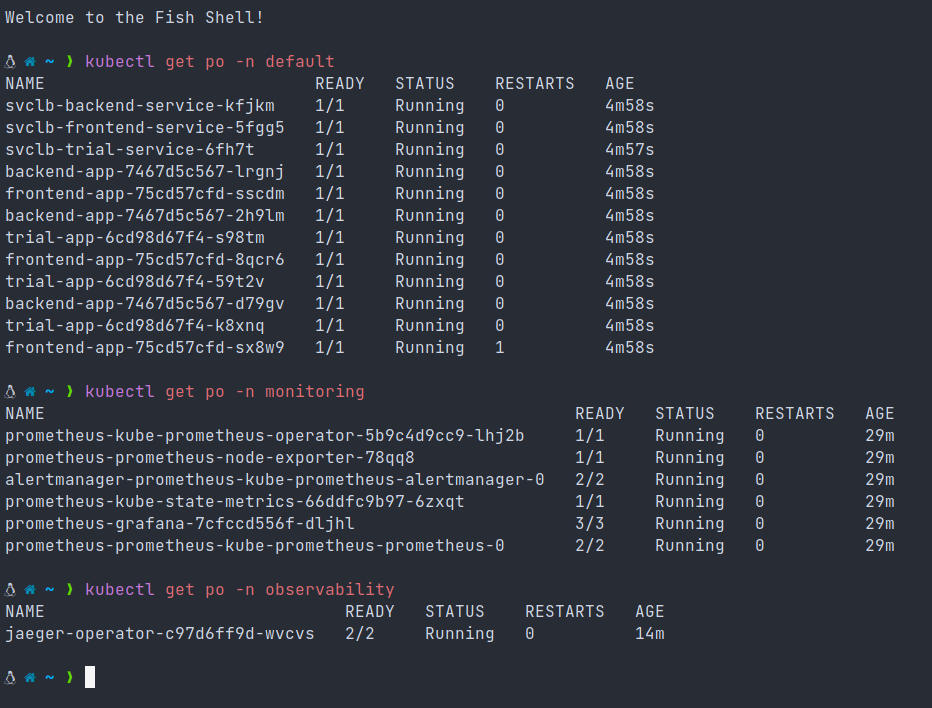 Welcome to the Fish Shell!
~ ❯ kubectl get po -n default
NAME READY STATUS RESTARTS AGE
svclb-backend-service-kfjkm 1/1 Running 0 4m58s
svclb-frontend-service-5fgg5 1/1 Running 0 4m58s
svclb-trial-service-6fh7t 1/1 Running 0 4m57s
backend-app-7467d5c567-lrgnj 1/1 Running 0 4m58s
frontend-app-75cd57cfd-sscdm 1/1 Running 0 4m58s
backend-app-7467d5c567-2h9lm 1/1 Running 0 4m58s
trial-app-6cd98d67f4-s98tm 1/1 Running 0 4m58s
frontend-app-75cd57cfd-8qcr6 1/1 Running 0 4m58s
trial-app-6cd98d67f4-59t2v 1/1 Running 0 4m58s
backend-app-7467d5c567-d79gv 1/1 Running 0 4m58s
trial-app-6cd98d67f4-k8xnq 1/1 Running 0 4m58s
frontend-app-75cd57cfd-sx8w9 1/1 Running 1 4m58s
~ ❯ kubectl get po -n monitoring
NAME READY STATUS RESTARTS AGE
prometheus-kube-prometheus-operator-5b9c4d9cc9-lhj2b 1/1 Running 0 29m
prometheus-prometheus-node-exporter-78qq8 1/1 Running 0 29m
alertmanager-prometheus-kube-prometheus-alertmanager-0 2/2 Running 0 29m
prometheus-kube-state-metrics-66ddfc9b97-6zxqt 1/1 Running 0 29m
prometheus-grafana-7cfccd556f-dljhl 3/3 Running 0 29m
prometheus-prometheus-kube-prometheus-prometheus-0 2/2 Running 0 29m
~ ❯ kubectl get po -n observability
NAME READY STATUS RESTARTS AGE
jaeger-operator-c97d6ff9d-wvcvs 2/2 Running 0 14m
~ ❯